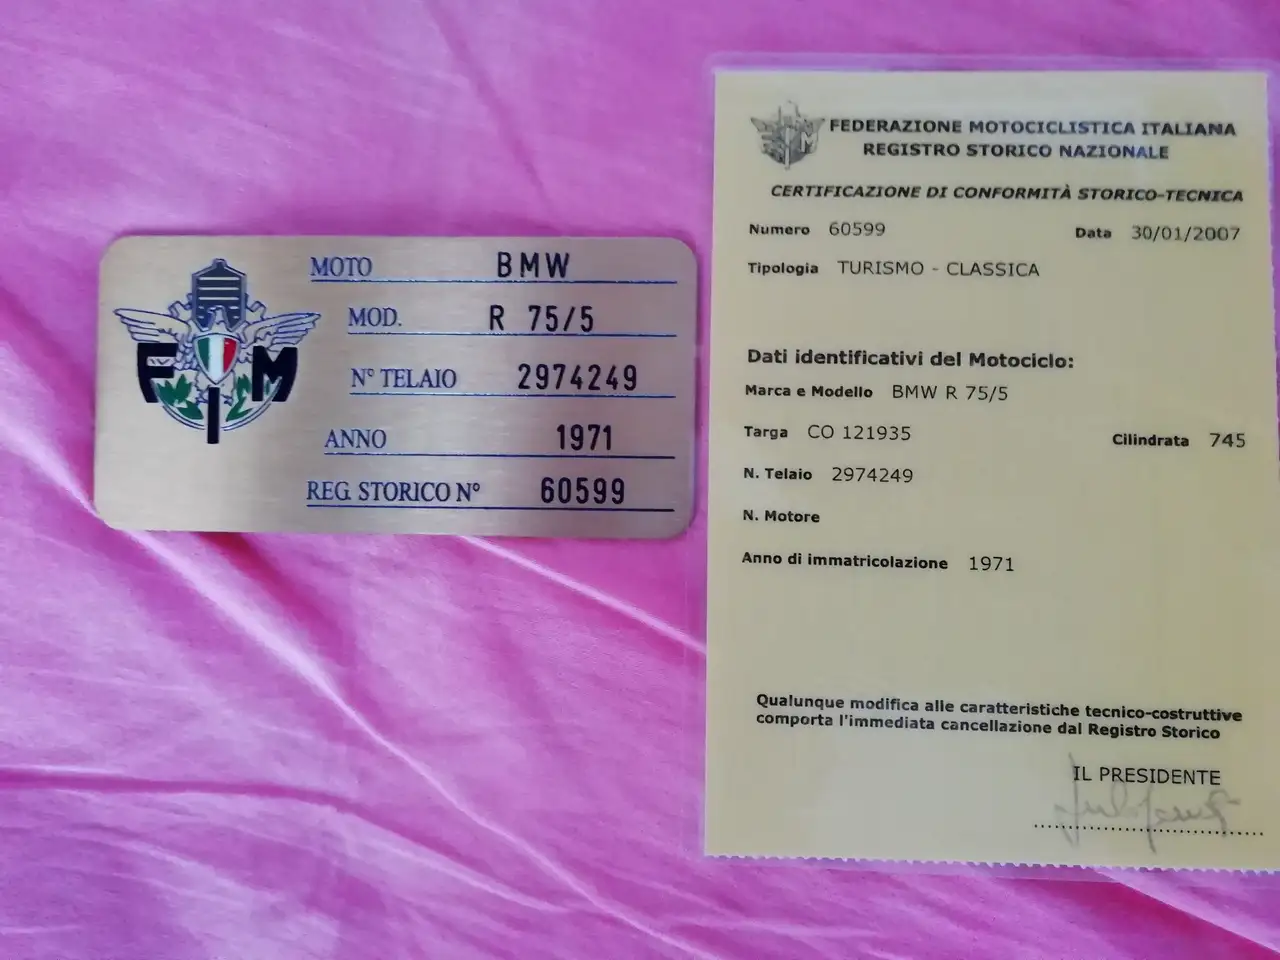 FMI
MOTO BMW
MOD. R 75/5
N° TELAIO 2974249
ANNO 1971
REG. STORICO N° 60599
FEDERAZIONE MOTOCICLISTICA ITALIANA
REGISTRO STORICO NAZIONALE
CERTIFICAZIONE DI CONFORMITÀ STORICO-TECNICA
Numero 60599 Data 30/01/2007
Tipologia TURISMO - CLASSICA
Dati identificativi del Motociclo:
Marca e Modello BMW R 75/5
Targa CO 121935 Cilindrata 745
N. Telaio 2974249
N. Motore
Anno di immatricolazione 1971
Qualunque modifica alle caratteristiche tecnico-costruttive
comporta l'immediata cancellazione dal Registro Storico
IL PRESIDENTE